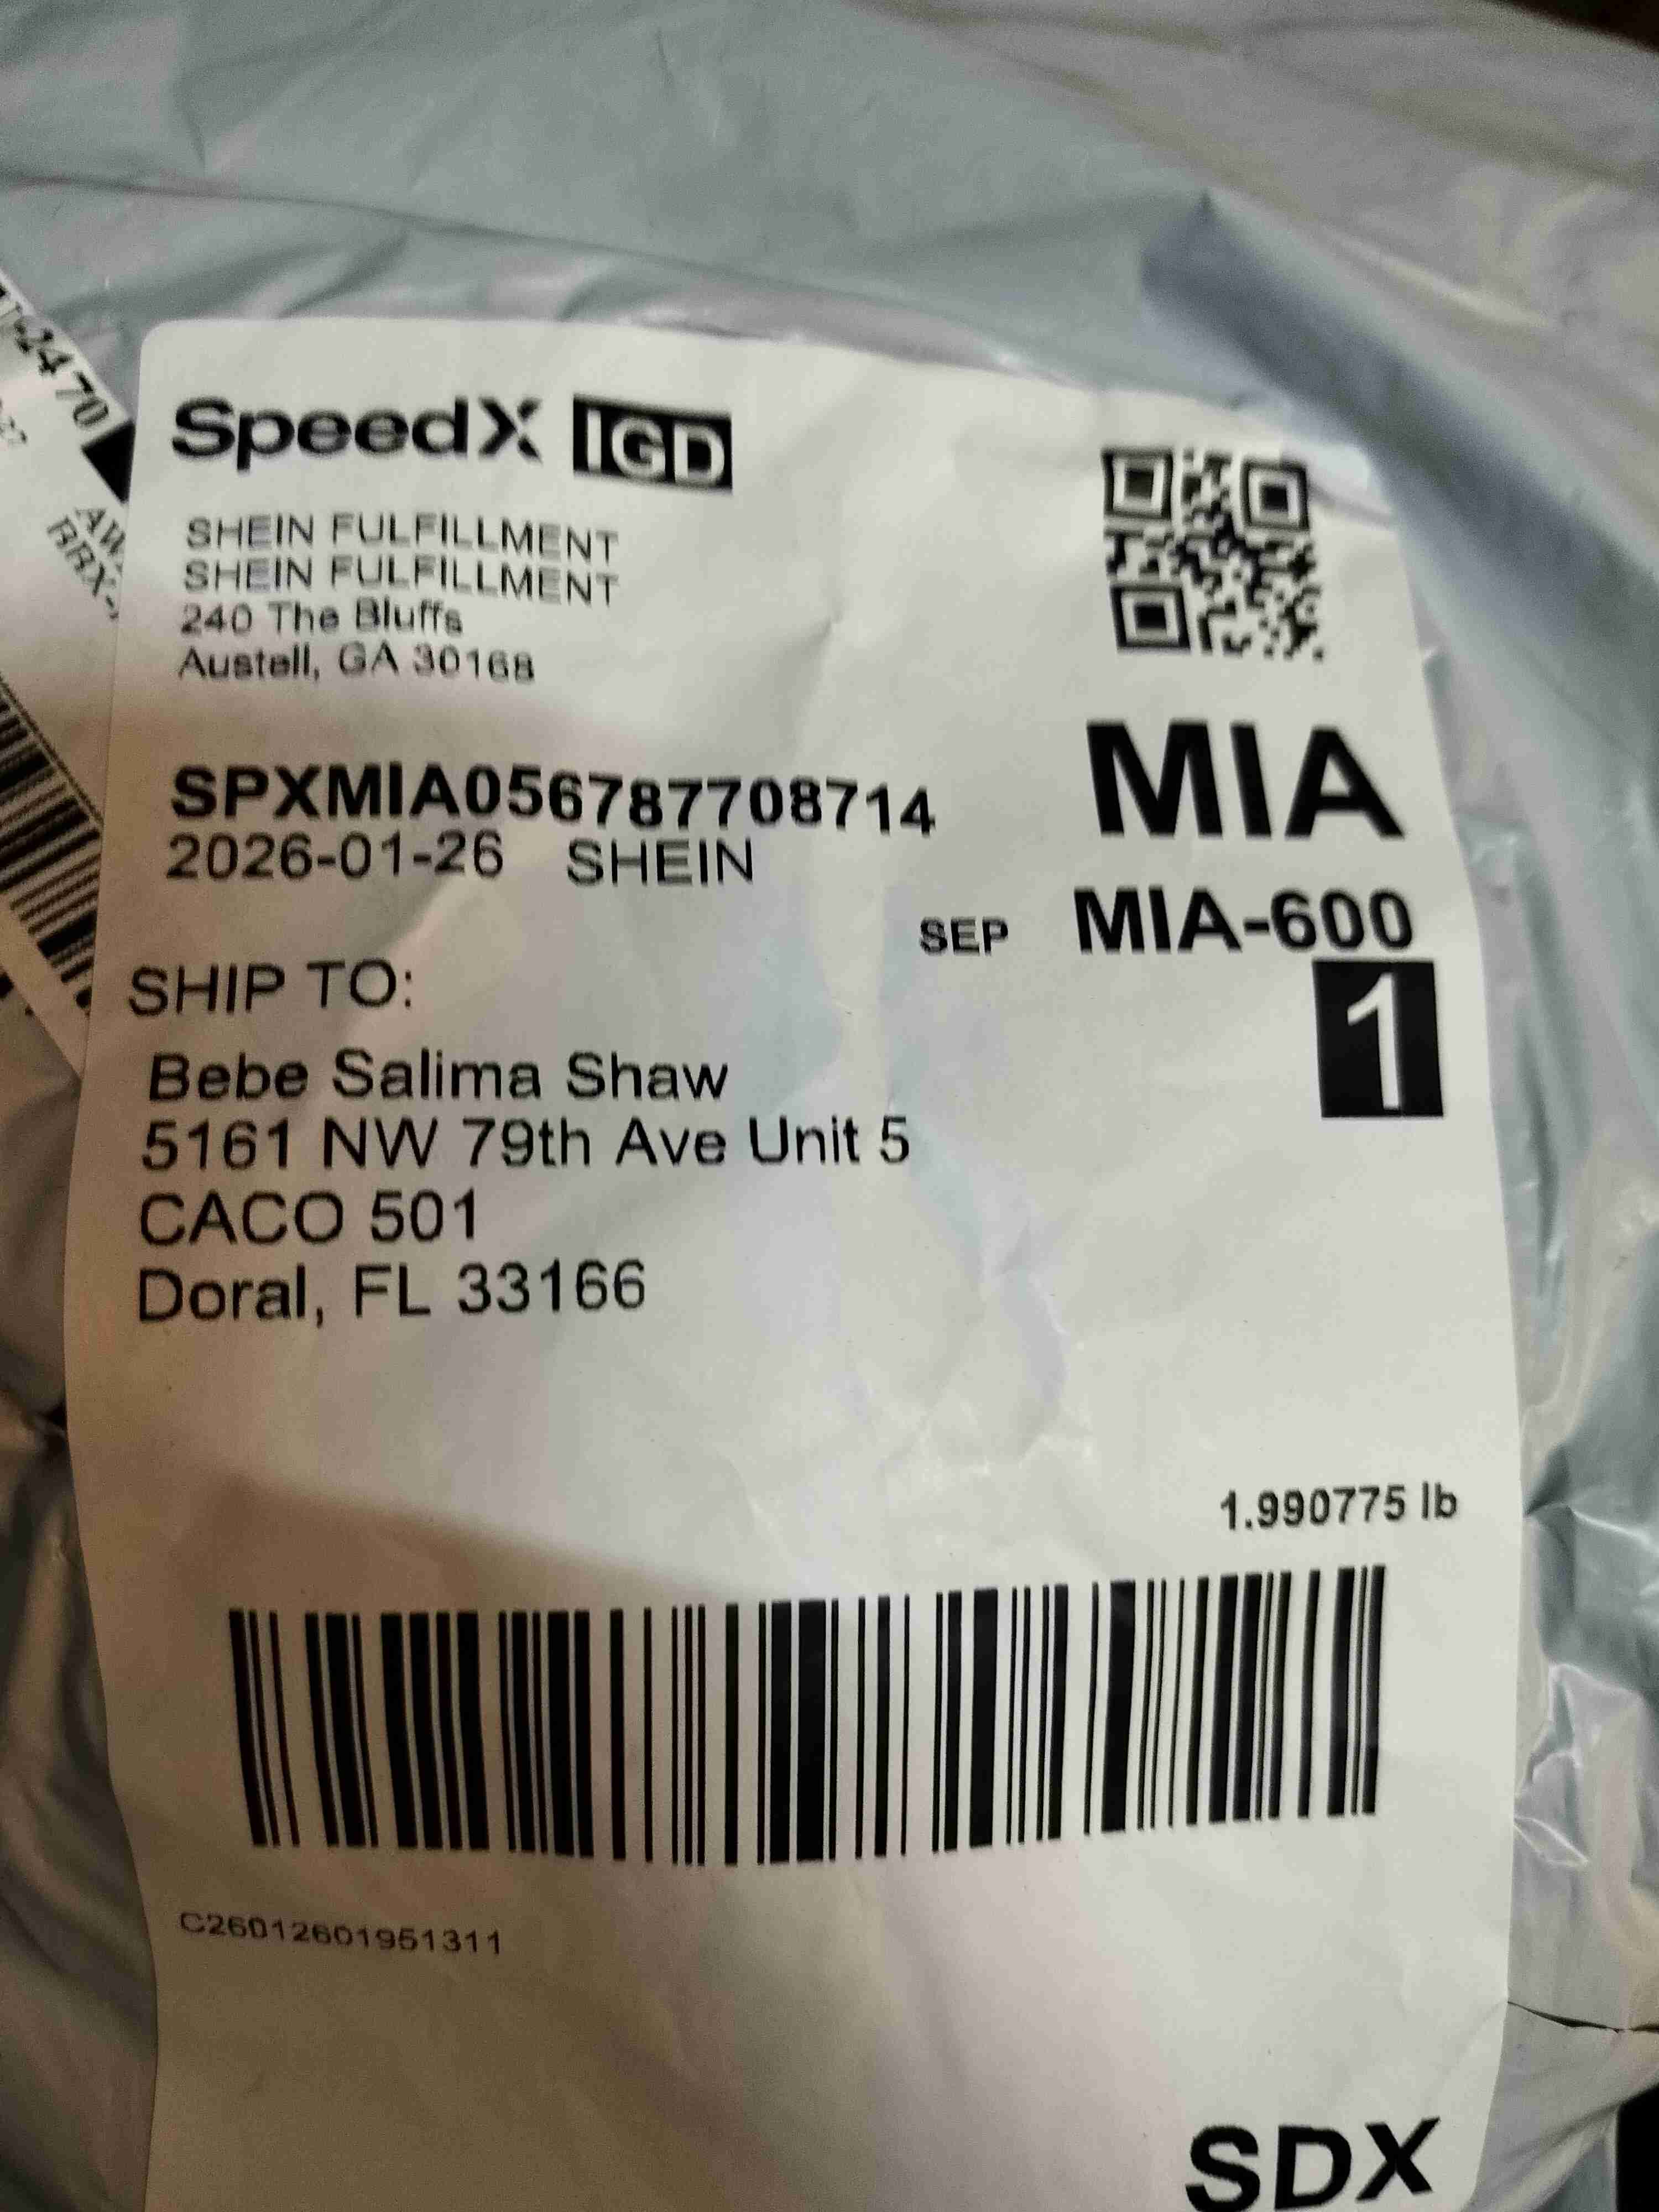 SpeedX IGD
SHEIN FULFILLMENT
SHEIN FULFILLMENT
240 The Bluffs
Austell, GA 30168
MIA
SPXMIA056787708714
2026-01-26 SHEIN
SEP MIA-600
1
SHIP TO:
Bebe Salima Shaw
5161 NW 79th Ave Unit 5
CACO 501
Doral, FL 33166
1.990775 lb
C26012601951311
SDX